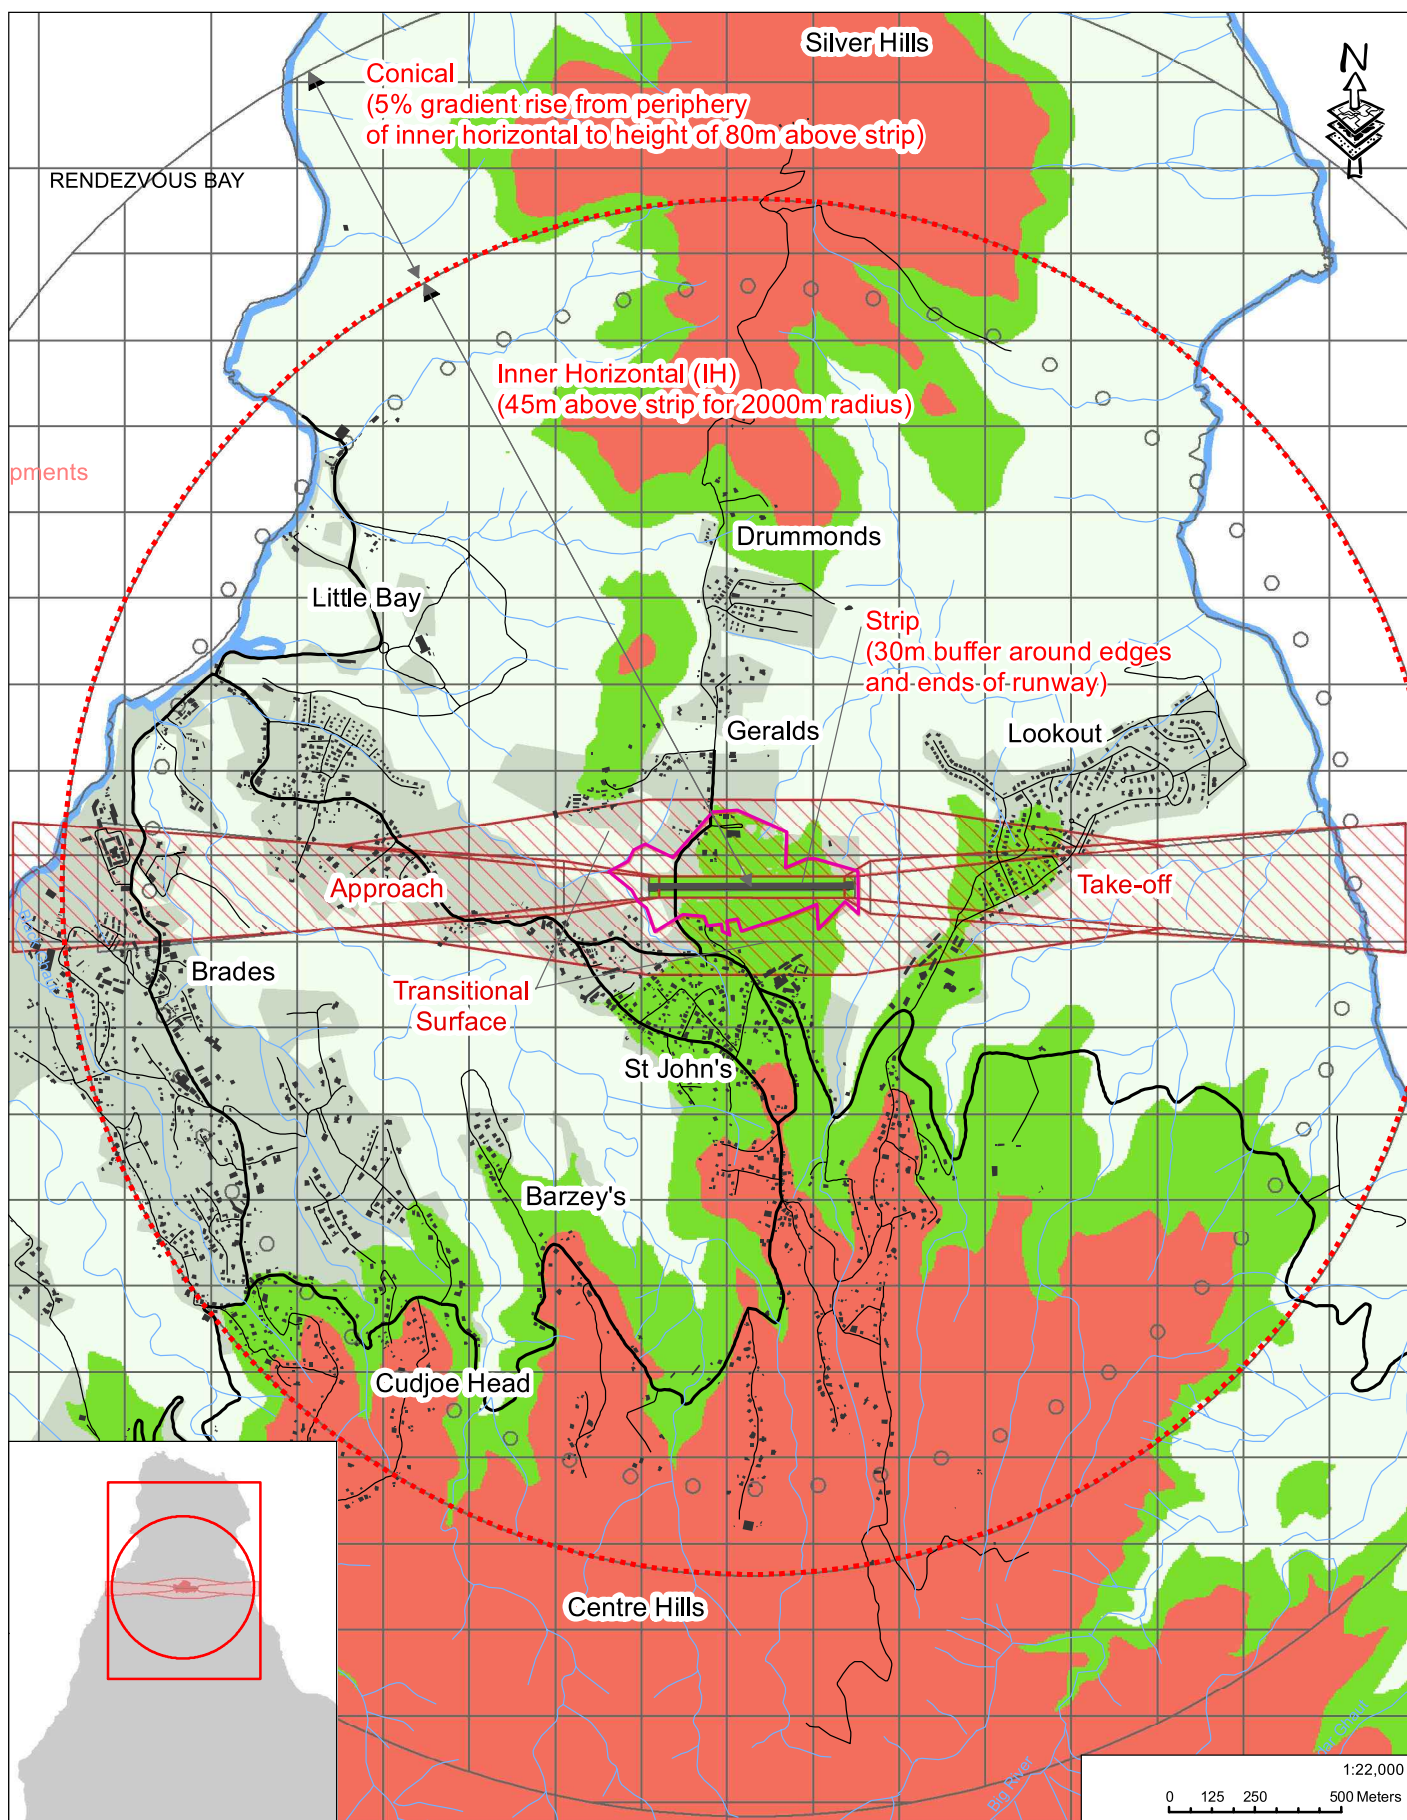 Silver Hills
N
Conical
(5% gradient rise from periphery
of inner horizontal to height of 80m above strip)
RENDEZVOUS BAY
Inner Horizontal (IH)
(45m above strip for 2000m radius)
pments
Drummonds
Little Bay
Strip
(30m buffer around edges
and ends of runway)
Geralds
Lookout
Approach
Take-off
Brades
Transitional
Surface
St John's
Barzey's
Cudjoe Head
Centre Hills
Big River
1:22,000
0 125 250 500 Meters